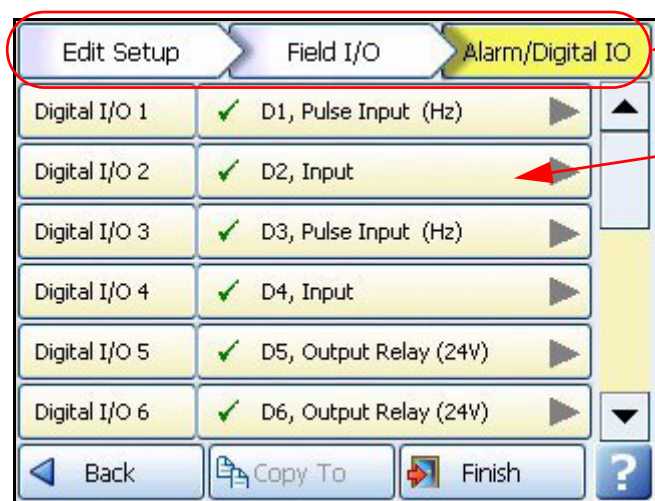 Edit Setup Field I/O Alarm/Digital IO
Digital I/O 1 D1, Pulse Input (Hz)
Digital I/O 2 D2, Input
Digital I/O 3 D3, Pulse Input (Hz)
Digital I/O 4 D4, Input
Digital I/O 5 D5, Output Relay (24V)
Digital I/O 6 D6, Output Relay (24V)
Back Copy To Finish ?